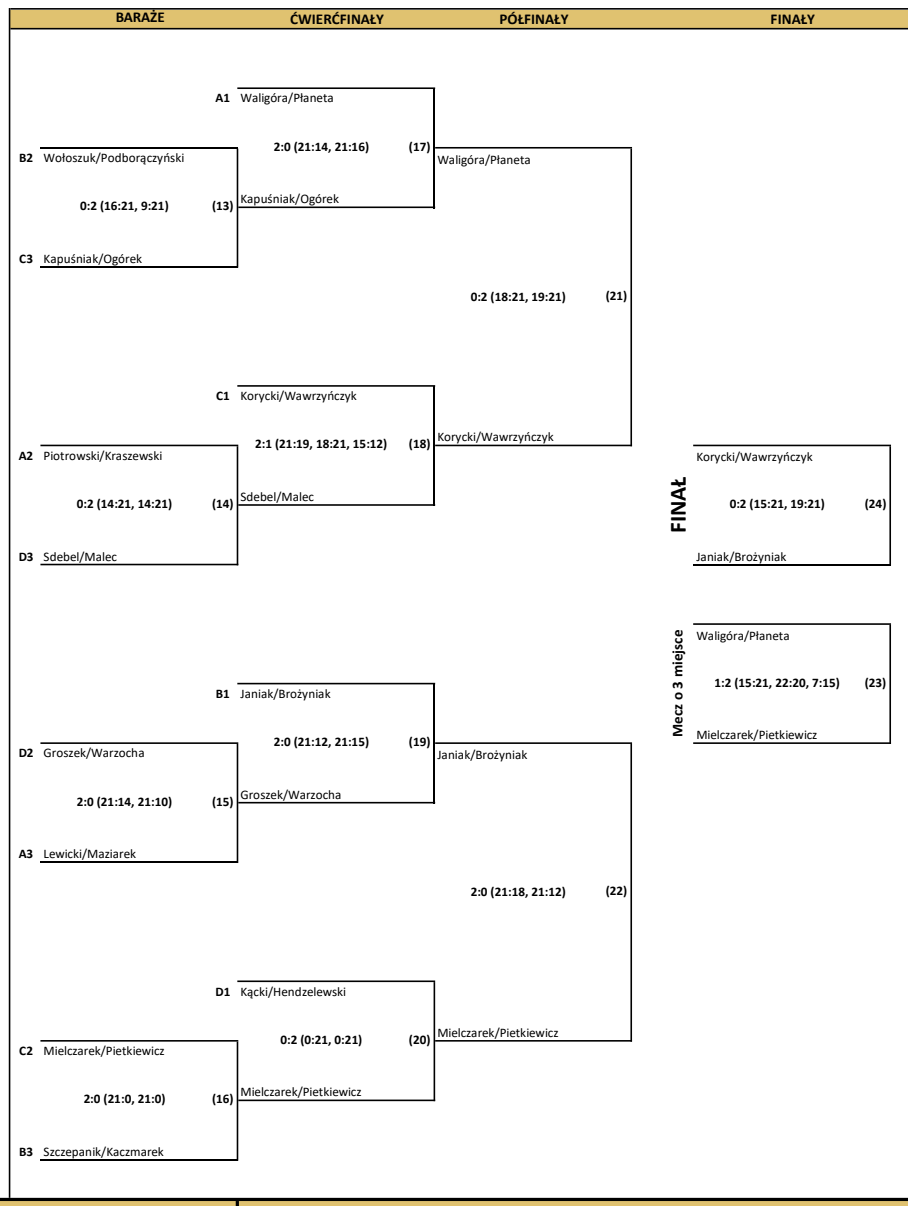 BARAŻE ĆWIERĆFINAŁY PÓŁFINAŁY FINAŁY
A1 Waligóra/Płaneta
2:0 (21:14, 21:16) (17)
B2 Wołoszuk/Podborączyński
Waligóra/Płaneta
0:2 (16:21, 9:21) (13)
Kapuśniak/Ogórek
C3 Kapuśniak/Ogórek
0:2 (18:21, 19:21) (21)
C1 Korycki/Wawrzyńczyk
2:1 (21:19, 18:21, 15:12) (18)
Korycki/Wawrzyńczyk
A2 Piotrowski/Kraszewski
Korycki/Wawrzyńczyk
0:2 (14:21, 14:21) (14)
Sdebel/Malec
FINAŁ
0:2 (15:21, 19:21) (24)
D3 Sdebel/Malec
Janiak/Brożyniak
Mecz o 3 miejsce
Waligóra/Płaneta
1:2 (15:21, 22:20, 7:15) (23)
Mielczarek/Pietkiewicz
B1 Janiak/Brożyniak
2:0 (21:12, 21:15) (19)
D2 Groszek/Warzocha
Janiak/Brożyniak
2:0 (21:14, 21:10) (15)
Groszek/Warzocha
A3 Lewicki/Maziarek
2:0 (21:18, 21:12) (22)
D1 Kącki/Hendzelewski
0:2 (0:21, 0:21) (20)
Mielczarek/Pietkiewicz
C2 Mielczarek/Pietkiewicz
2:0 (21:0, 21:0) (16)
Mielczarek/Pietkiewicz
B3 Szczepanik/Kaczmarek